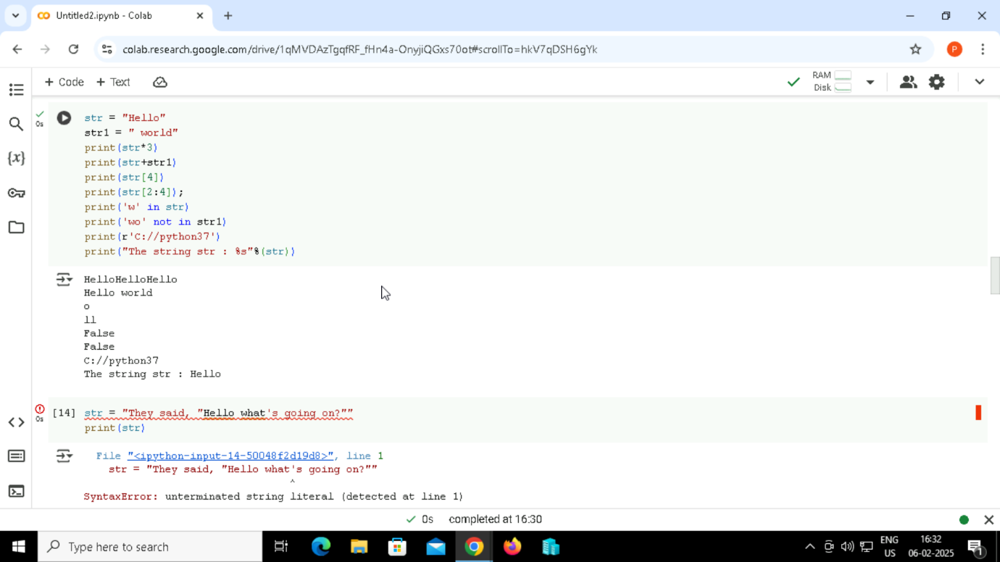 Untitled2.ipynb - Colab
colab.research.google.com/drive/1qMVDAzTgqfRF_fHn4a-OnyjiQGxs70ot#scrollTo=hkV7qDSH6gYk
P
+ Code + Text
RAM
Disk
0s
str = "Hello"
str1 = " world"
print(str*3)
print(str+str1)
print(str[4])
print(str[2:4]);
print('w' in str)
print('wo' not in str1)
print(r'C://python37')
print("The string str : %s"%(str))
HelloHelloHello
Hello world
o
ll
False
False
C://python37
The string str : Hello
0s
[14] str = "They said, "Hello what's going on?""
print(str)
File "<ipython-input-14-50048f2d19d8>", line 1
str = "They said, "Hello what's going on?""
^
SyntaxError: unterminated string literal (detected at line 1)
0s completed at 16:30
Type here to search
ENG
US
16:32
06-02-2025
1